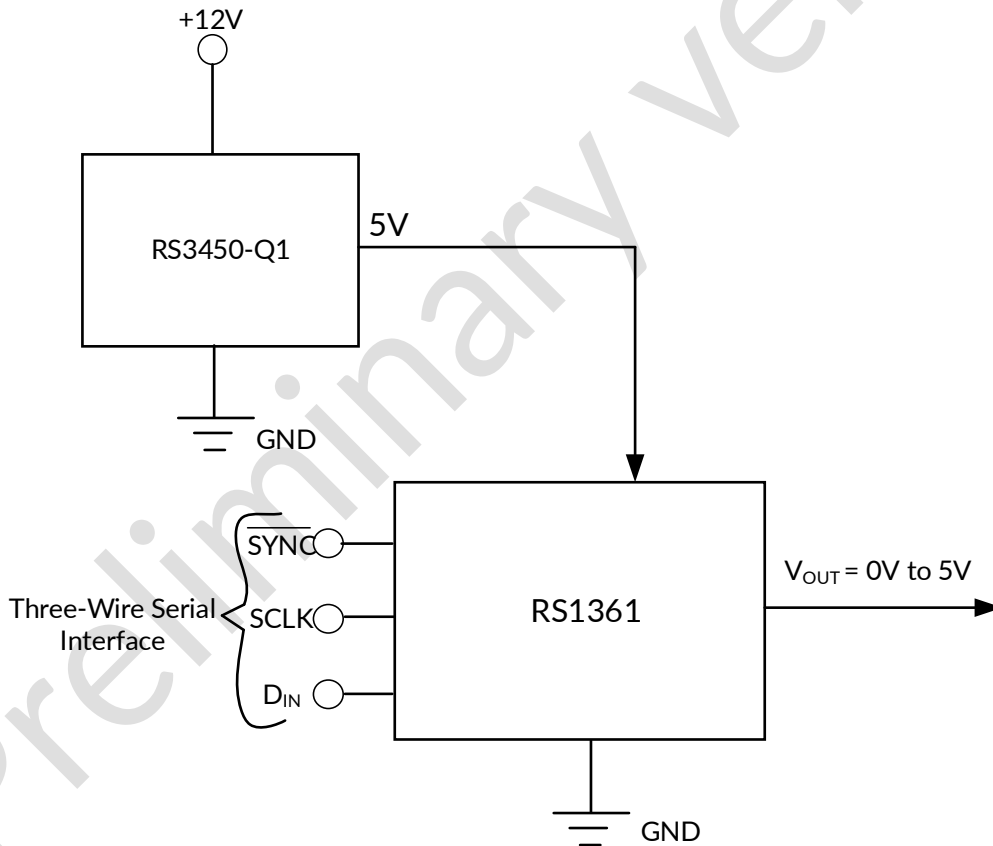 +12V
RS3450-Q1
5V
GND
SYNC
SCLK
DIN
Three-Wire Serial
Interface
RS1361
VOUT = 0V to 5V
GND
Preliminary ver